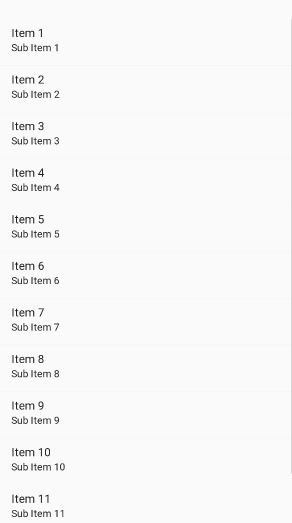 Item 1
Sub Item 1
Item 2
Sub Item 2
Item 3
Sub Item 3
Item 4
Sub Item 4
Item 5
Sub Item 5
Item 6
Sub Item 6
Item 7
Sub Item 7
Item 8
Sub Item 8
Item 9
Sub Item 9
Item 10
Sub Item 10
Item 11
Sub Item 11